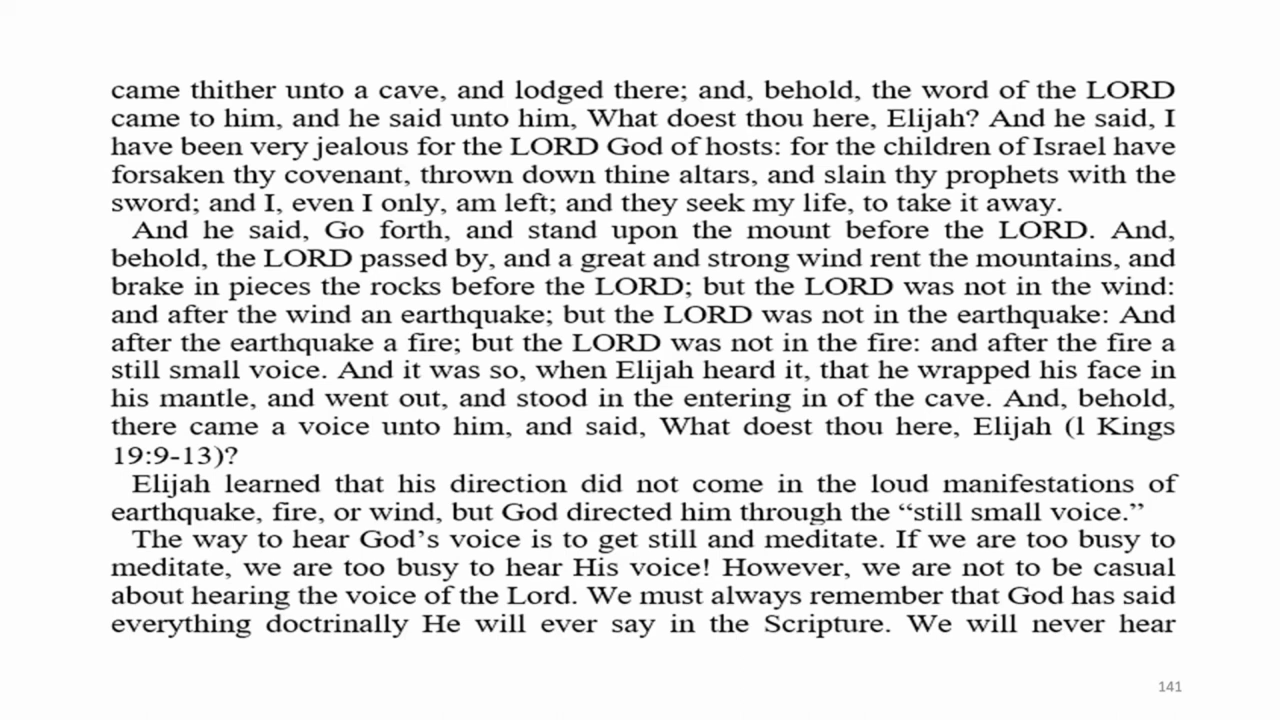 came thither unto a cave, and lodged there; and, behold, the word of the LORD
came to him, and he said unto him, What doest thou here, Elijah? And he said, I
have been very jealous for the LORD God of hosts: for the children of Israel have
forsaken thy covenant, thrown down thine altars, and slain thy prophets with the
sword; and I, even I only, am left; and they seek my life, to take it away.
And he said, Go forth, and stand upon the mount before the LORD. And,
behold, the LORD passed by, and a great and strong wind rent the mountains, and
brake in pieces the rocks before the LORD; but the LORD was not in the wind:
and after the wind an earthquake; but the LORD was not in the earthquake: And
after the earthquake a fire; but the LORD was not in the fire: and after the fire a
still small voice. And it was so, when Elijah heard it, that he wrapped his face in
his mantle, and went out, and stood in the entering in of the cave. And, behold,
there came a voice unto him, and said, What doest thou here, Elijah (l Kings
19:9-13)?
Elijah learned that his direction did not come in the loud manifestations of
earthquake, fire, or wind, but God directed him through the “still small voice.”
The way to hear God’s voice is to get still and meditate. If we are too busy to
meditate, we are too busy to hear His voice! However, we are not to be casual
about hearing the voice of the Lord. We must always remember that God has said
everything doctrinally He will ever say in the Scripture. We will never hear
141